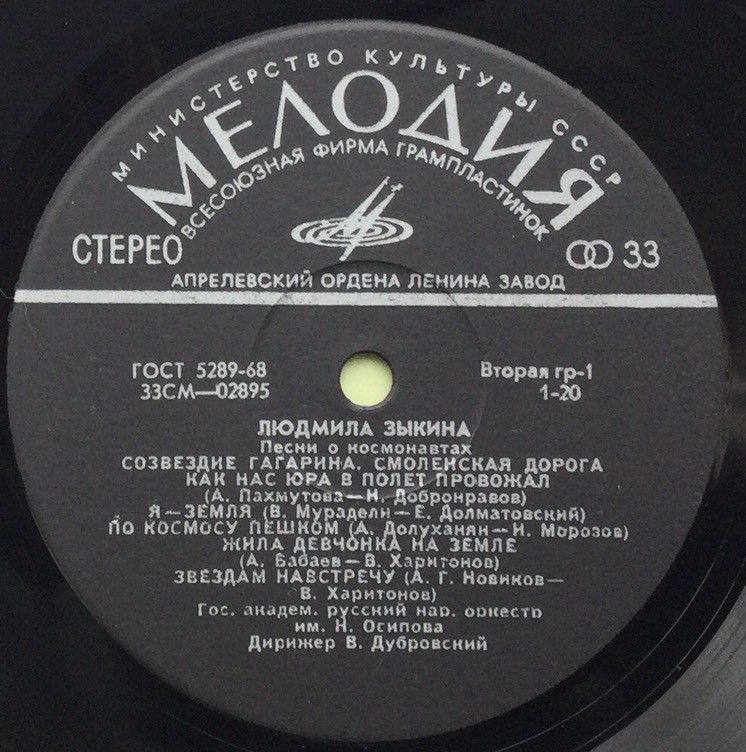 МИНИСТЕРСТВО КУЛЬТУРЫ СССР
МЕЛОДИЯ
ВСЕСОЮЗНАЯ ФИРМА ГРАМПЛАСТИНОК
СТЕРЕО
33
АПРЕЛЕВСКИЙ ОРДЕНА ЛЕНИНА ЗАВОД
ГОСТ 5289-68
Вторая гр-1
33СМ—02895
1-20
ЛЮДМИЛА ЗЫКИНА
Песни о космонавтах
СОЗВЕЗДИЕ ГАГАРИНА. СМОЛЕНСКАЯ ДОРОГА
КАК НАС ЮРА В ПОЛЕТ ПРОВОЖАЛ
(А. Пахмутова—Н. Добронравов)
Я—ЗЕМЛЯ (В. Мурадели—Е. Долматовский)
ПО КОСМОСУ ПЕШКОМ (А. Долуханян—И. Морозов)
ЖИЛА ДЕВЧОНКА НА ЗЕМЛЕ
(А. Бабаев—В. Харитонов)
ЗВЕЗДАМ НАВСТРЕЧУ (А. Г. Новиков—
В. Харитонов)
Гос. академ. русский нар. оркестр
им. Н. Осипова
Дирижер В. Дубровский